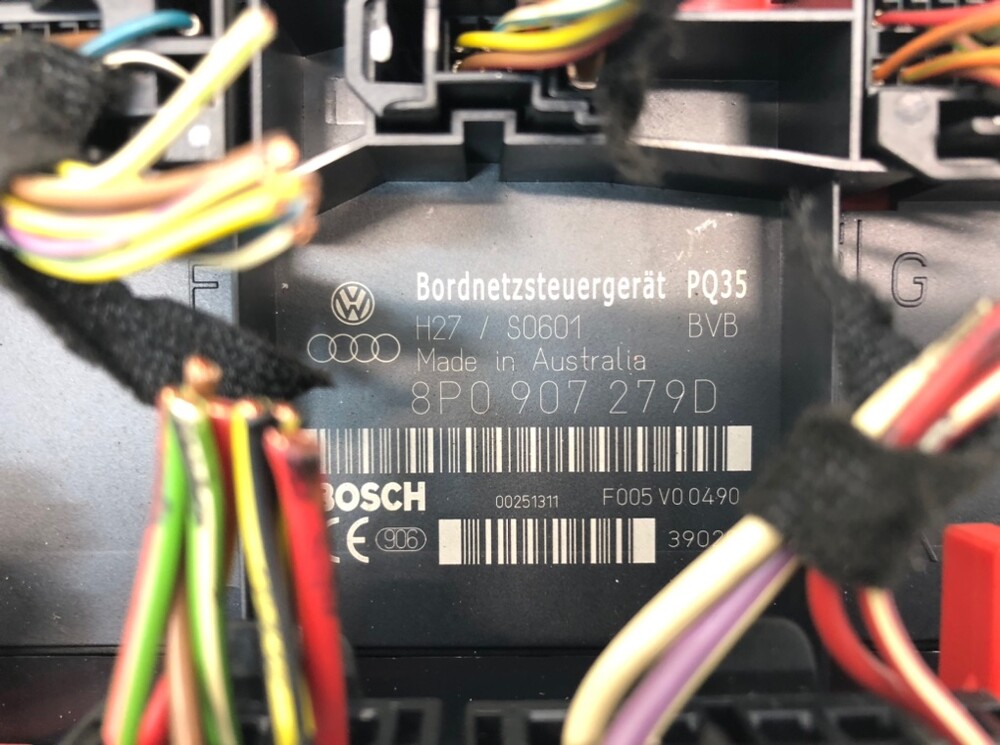 Bordnetzsteuergerät PQ35
H27 / S0601 BVB
Made in Australia
8P0 907 279D
F
G
BOSCH 00251311 F005 V0 0490
CE 906